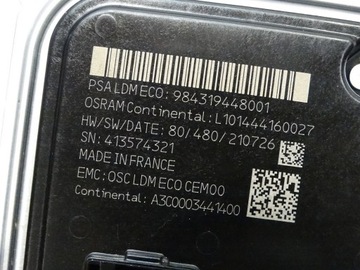 PSA LDM ECO: 984319448001
OSRAM Continental: L101444160027
HW/SW/DATE: 80/480/210726
SN: 413574321
MADE IN FRANCE
EMC: OSC LDM ECO CEM00
Continental: A3C0003441400